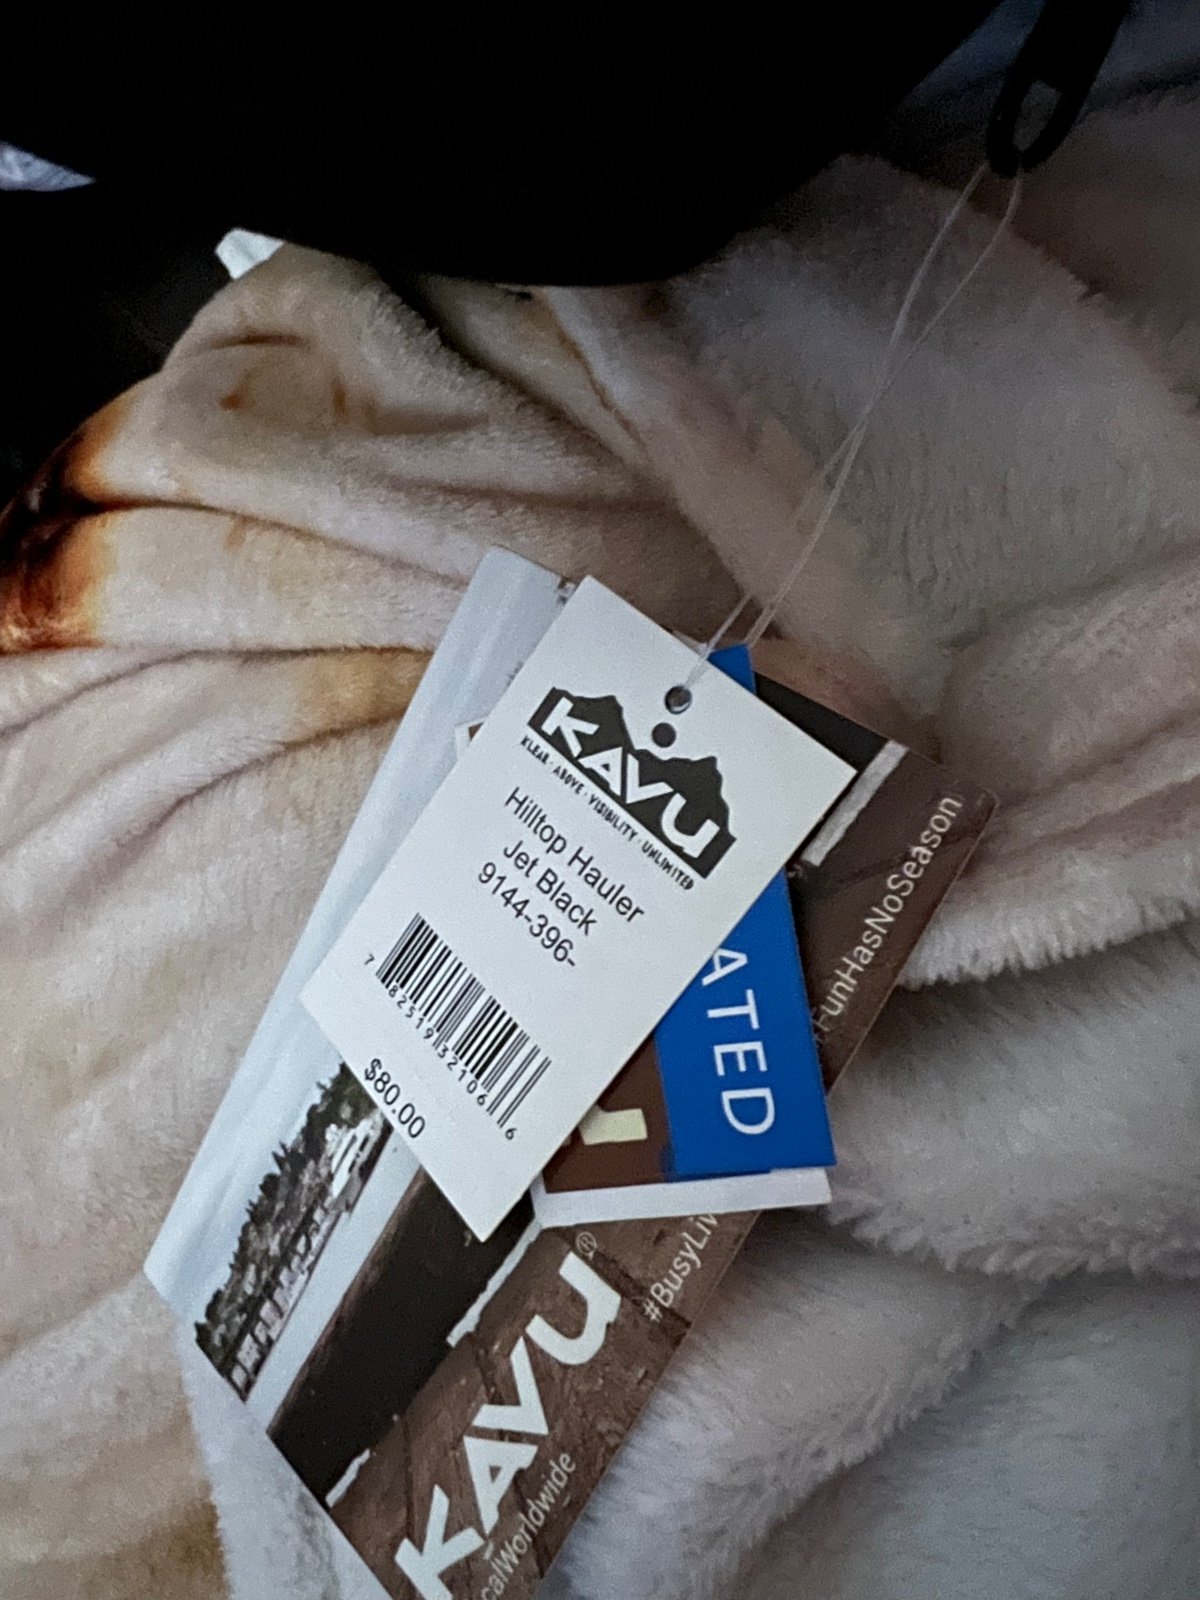 KAVU
KLEAR · ABOVE · VISIBILITY · UNLIMITED
Hilltop Hauler
Jet Black
9144-396-
7 82519 32106 6
$80.00
ATED
FunHasNoSeason
#BusyLiv
KAVU®
calWorldwide